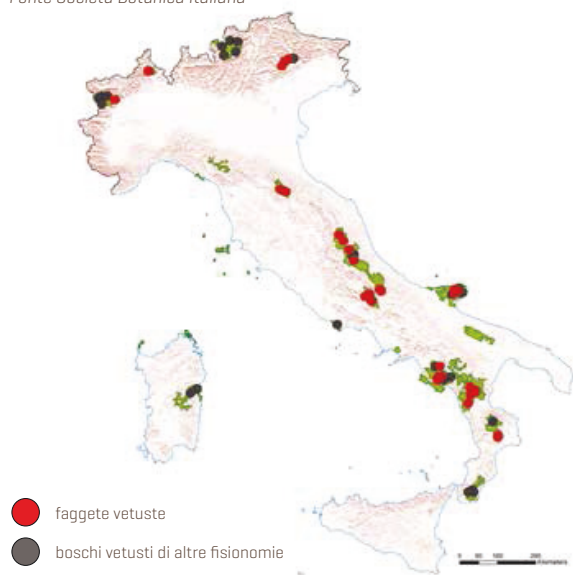 Fonte Società Botanica Italiana
faggete vetuste
boschi vetusti di altre fisionomie